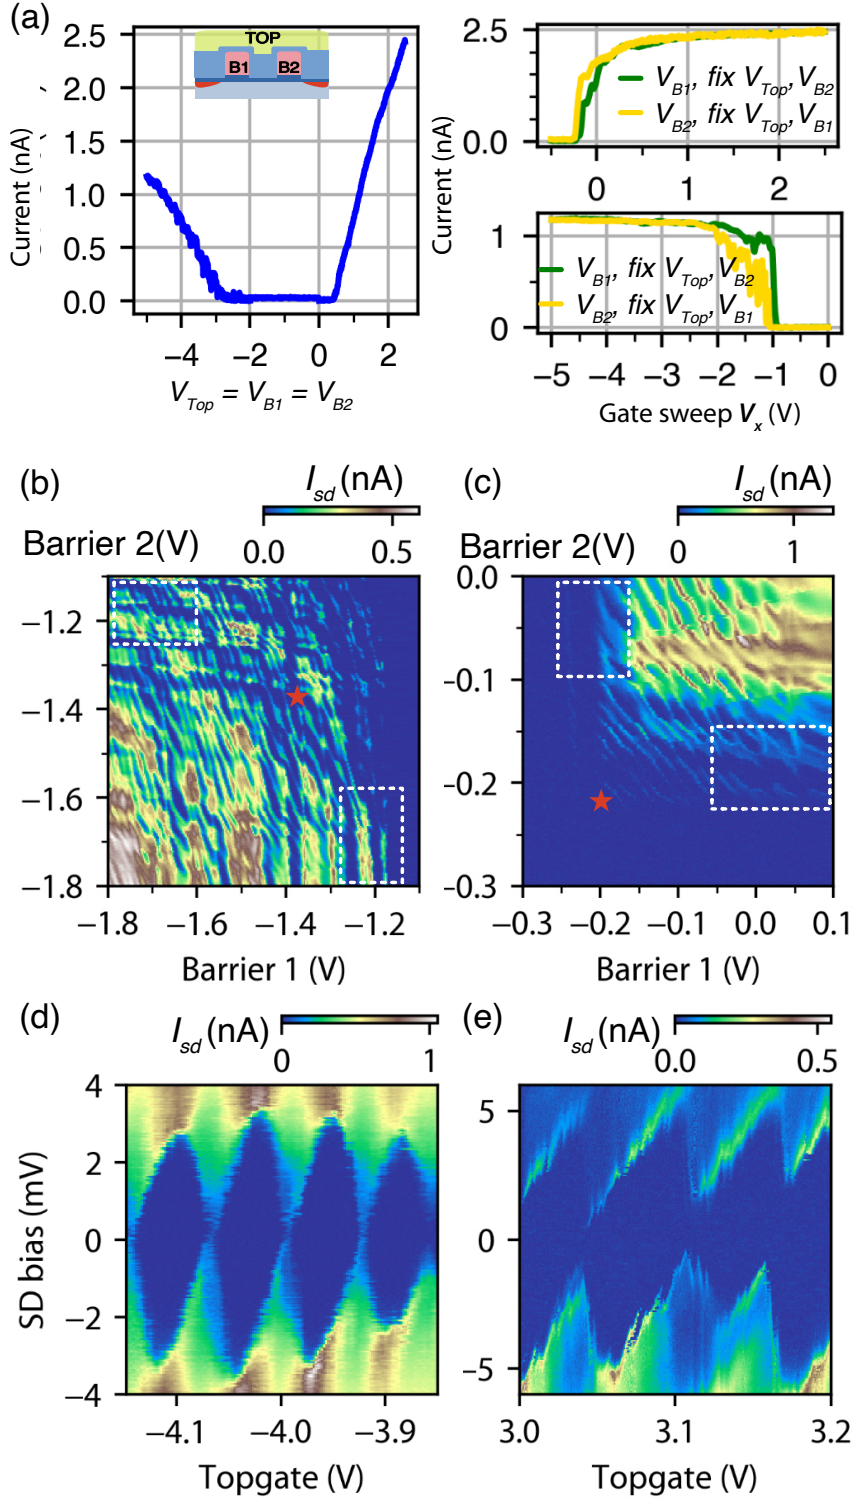 (a)
TOP
B1 B2
2.5
2.0
1.5
1.0
0.5
0.0
Current (nA)
−4 −2 0 2
V_Top = V_B1 = V_B2
2.5
0.0
V_B1, fix V_Top, V_B2
V_B2, fix V_Top, V_B1
0 1 2
Current (nA)
1
0
V_B1, fix V_Top, V_B2
V_B2, fix V_Top, V_B1
−5 −4 −3 −2 −1 0
Gate sweep V_x (V)
(b)
I_sd (nA)
0.0 0.5
Barrier 2(V)
−1.2
−1.4
−1.6
−1.8
−1.8 −1.6 −1.4 −1.2
Barrier 1 (V)
(c)
I_sd (nA)
0 1
Barrier 2(V)
0.0
−0.1
−0.2
−0.3
−0.3 −0.2 −0.1 0.0 0.1
Barrier 1 (V)
(d)
I_sd (nA)
0 1
4
2
0
−2
−4
SD bias (mV)
−4.1 −4.0 −3.9
Topgate (V)
(e)
I_sd (nA)
0.0 0.5
5
0
−5
3.0 3.1 3.2
Topgate (V)